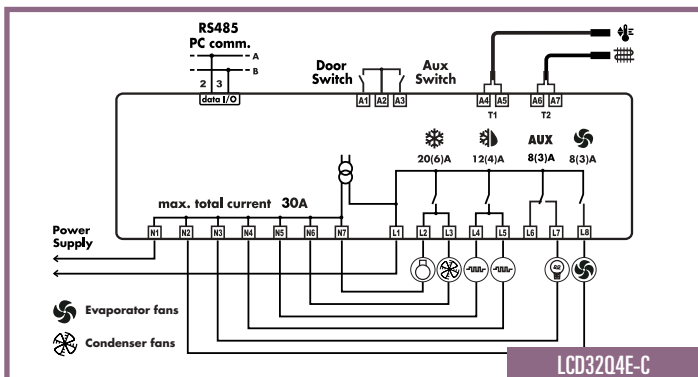 RS485
PC comm.
A
B
2 3
data I/O
Door
Switch
Aux
Switch
A1 A2 A3
A4 A5
T1
A6 A7
T2
20(6)A
12(4)A
AUX
8(3)A
8(3)A
max. total current 30A
Power
Supply
N1 N2 N3 N4 N5 N6 N7 L1 L2 L3 L4 L5 L6 L7 L8
Evaporator fans
Condenser fans
LCD32Q4E-C